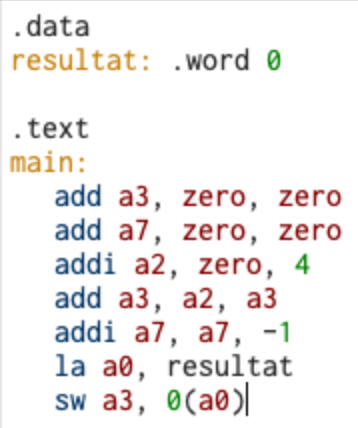 .data
resultat: .word 0
.text
main:
add a3, zero, zero
add a7, zero, zero
addi a2, zero, 4
add a3, a2, a3
addi a7, a7, -1
la a0, resultat
sw a3, 0(a0)